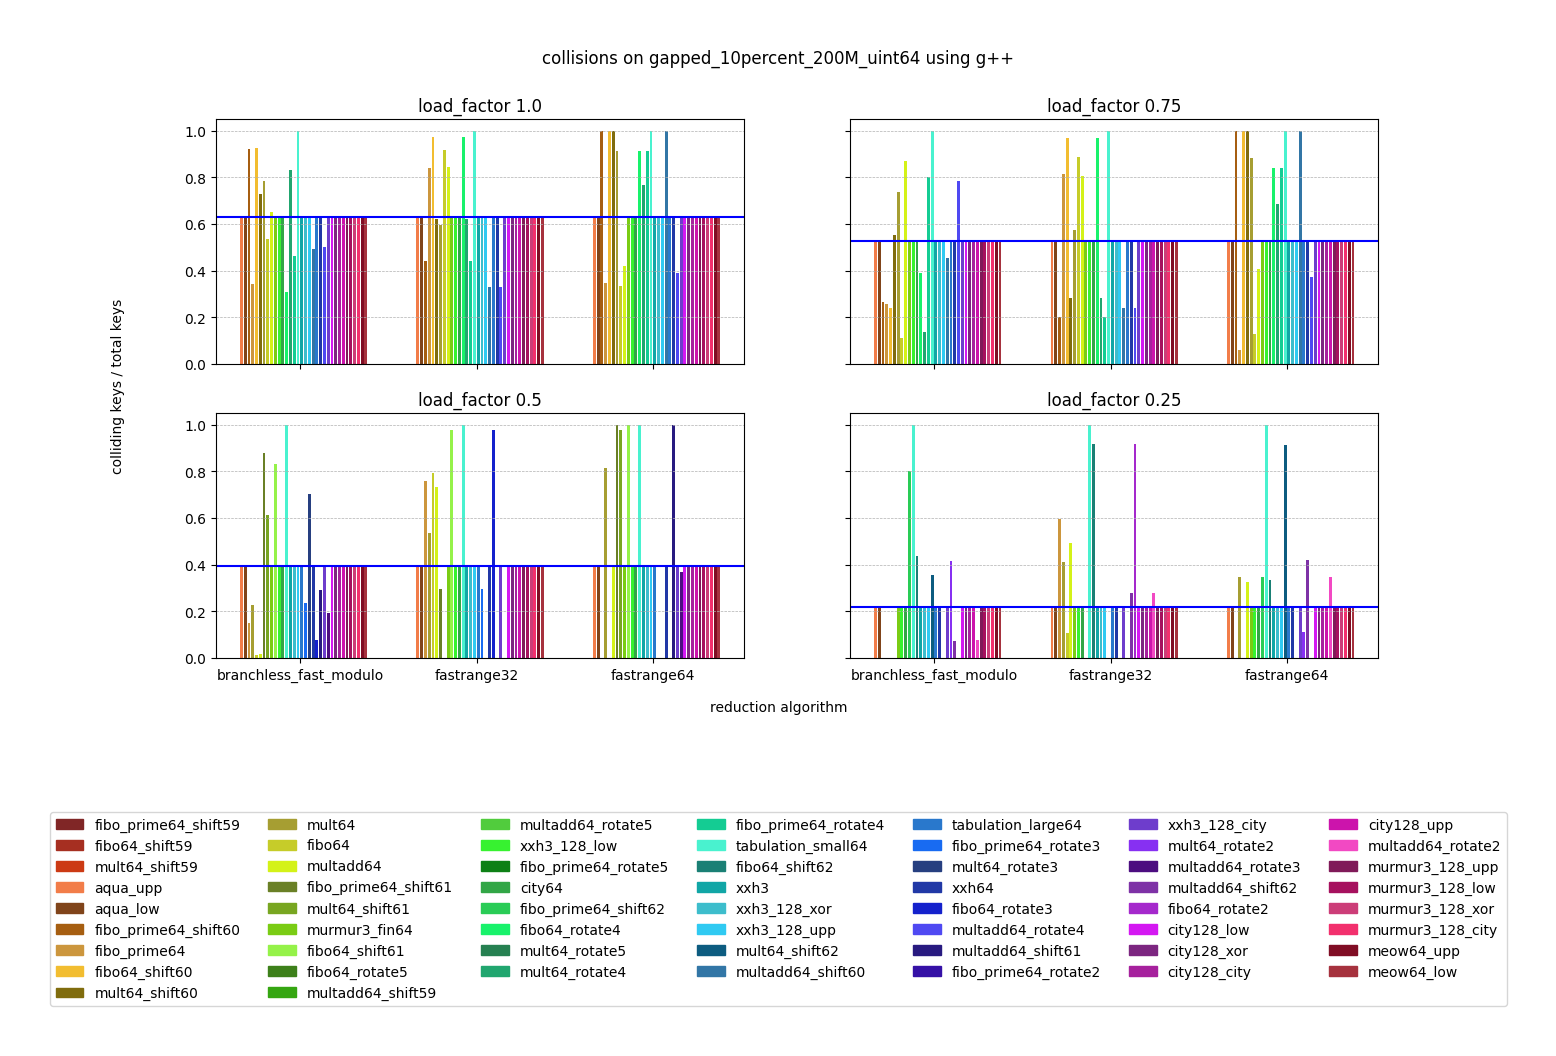 collisions on gapped_10percent_200M_uint64 using g++
load_factor 1.0
load_factor 0.75
1.0
0.8
0.6
0.4
0.2
0.0
colliding keys / total keys
load_factor 0.5
load_factor 0.25
1.0
0.8
0.6
0.4
0.2
0.0
branchless_fast_modulo fastrange32 fastrange64
branchless_fast_modulo fastrange32 fastrange64
reduction algorithm
fibo_prime64_shift59
fibo64_shift59
mult64_shift59
aqua_upp
aqua_low
fibo_prime64_shift60
fibo_prime64
fibo64_shift60
mult64_shift60
mult64
fibo64
multadd64
fibo_prime64_shift61
mult64_shift61
murmur3_fin64
fibo64_shift61
fibo64_rotate5
multadd64_shift59
multadd64_rotate5
xxh3_128_low
fibo_prime64_rotate5
city64
fibo_prime64_shift62
fibo64_rotate4
mult64_rotate5
mult64_rotate4
fibo_prime64_rotate4
tabulation_small64
fibo64_shift62
xxh3
xxh3_128_xor
xxh3_128_upp
mult64_shift62
multadd64_shift60
tabulation_large64
fibo_prime64_rotate3
mult64_rotate3
xxh64
fibo64_rotate3
multadd64_rotate4
multadd64_shift61
fibo_prime64_rotate2
xxh3_128_city
mult64_rotate2
multadd64_rotate3
multadd64_shift62
fibo64_rotate2
city128_low
city128_xor
city128_city
city128_upp
multadd64_rotate2
murmur3_128_upp
murmur3_128_low
murmur3_128_xor
murmur3_128_city
meow64_upp
meow64_low